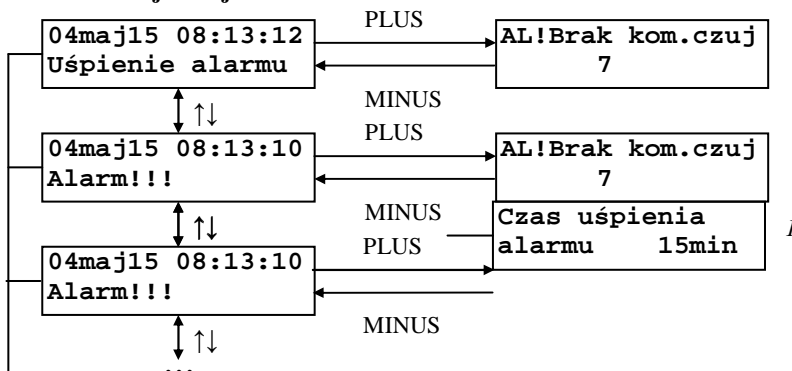 04maj15 08:13:12
Uśpienie alarmu
PLUS
AL!Brak kom.czuj
7
MINUS
↑↓
04maj15 08:13:10
Alarm!!!
PLUS
AL!Brak kom.czuj
7
MINUS
Czas uśpienia
alarmu 15min
↑↓
04maj15 08:13:10
Alarm!!!
PLUS
MINUS
↑↓
...